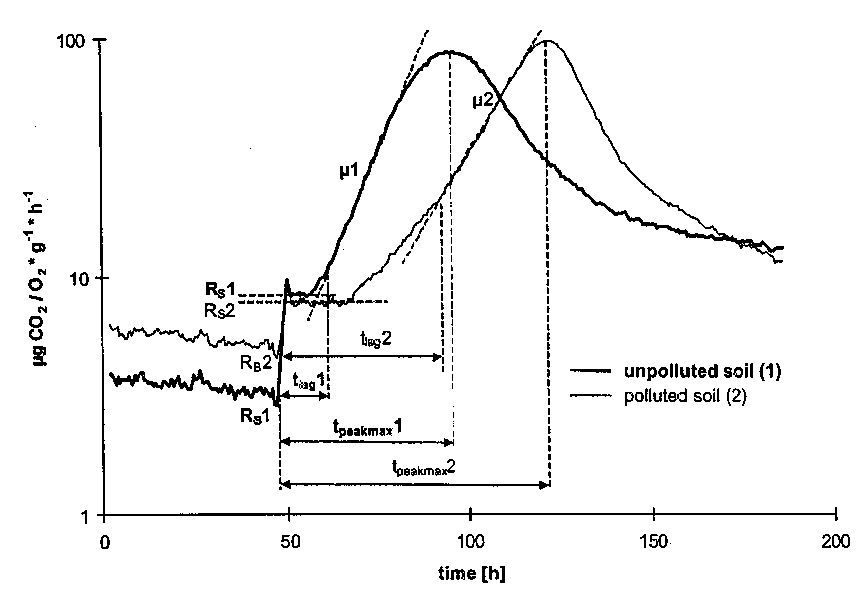 100
10
1
µg CO2 / O2 * g-1 * h-1
µ1
µ2
RS1
RS2
RB2
RS1
tlag2
tlag1
tpeakmax1
tpeakmax2
unpolluted soil (1)
polluted soil (2)
0
50
100
150
200
time [h]